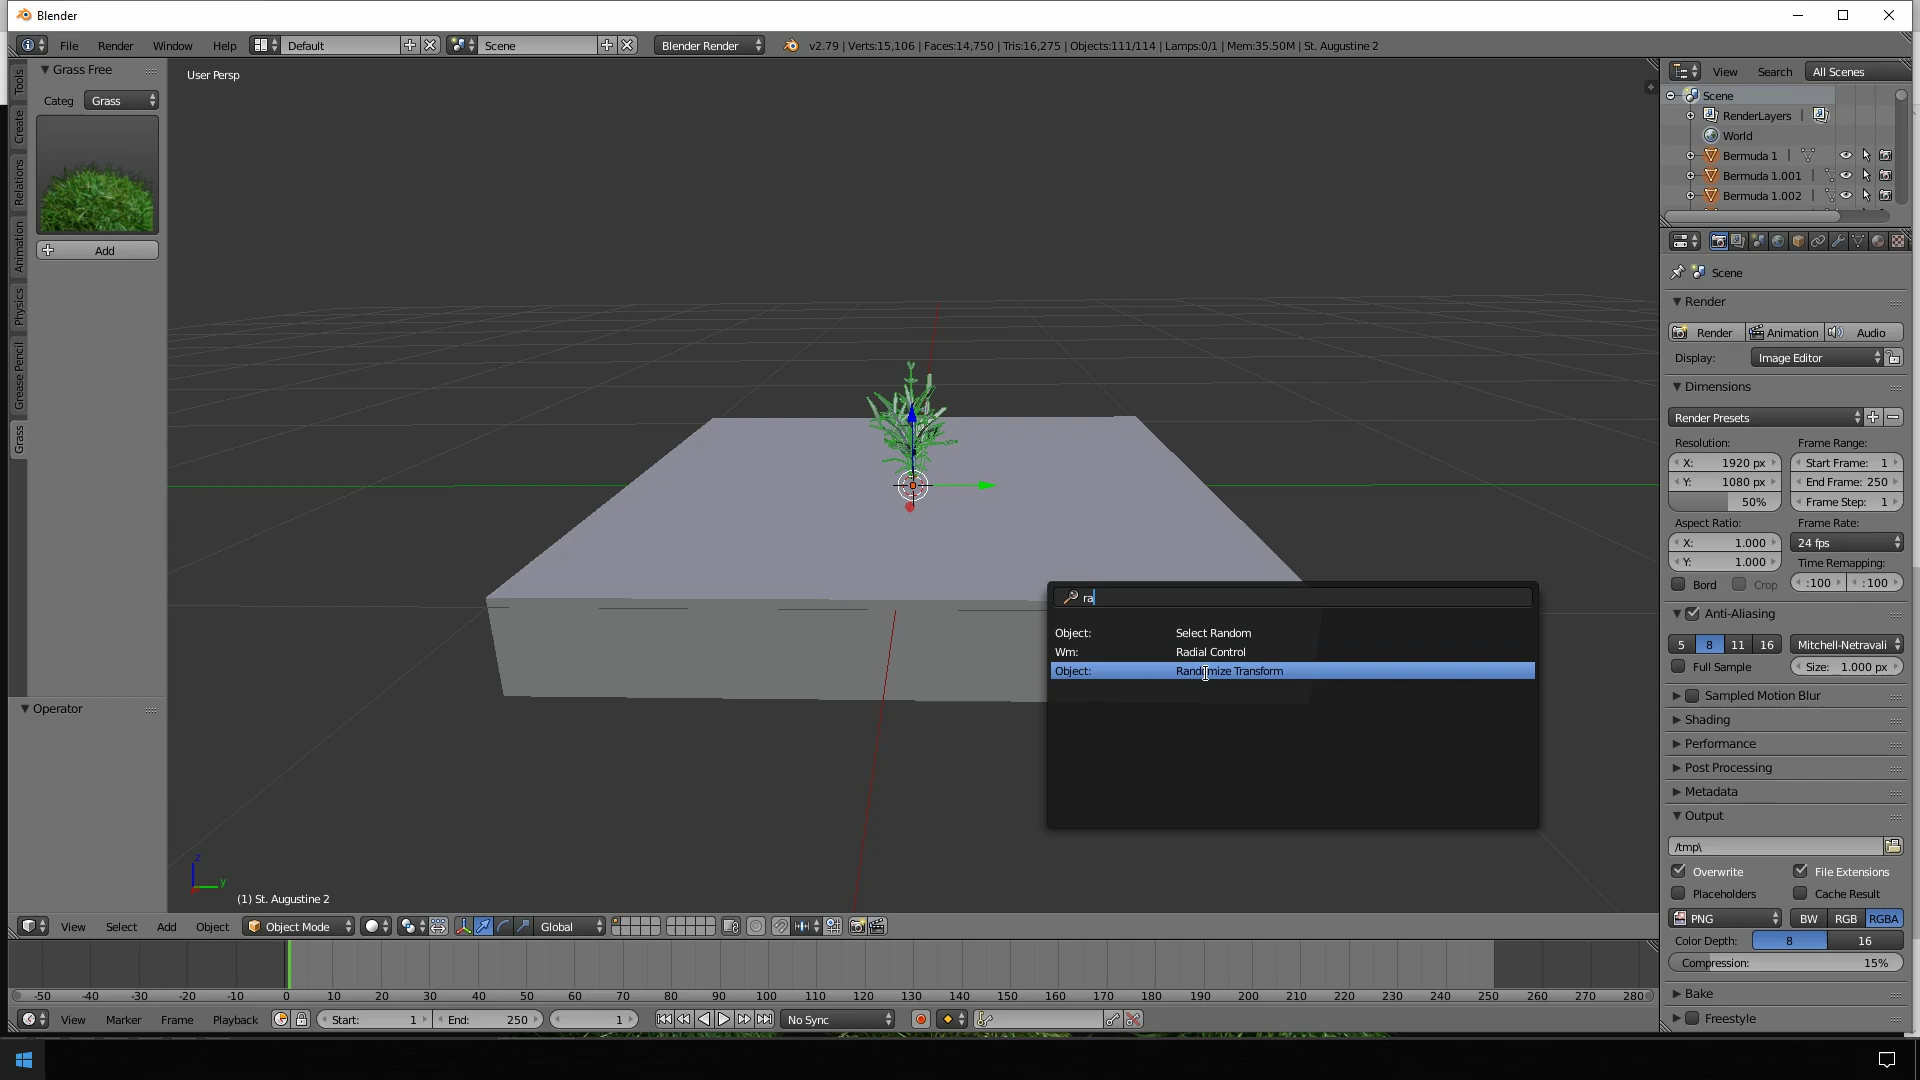 Blender
File Render Window Help Default Scene Blender Render v2.79 | Verts:15,106 | Faces:14,750 | Tris:16,275 | Objects:111/114 | Lamps:0/1 | Mem:35.50M | St. Augustine 2
Tools
Create
Relations
Animation
Physics
Grease Pencil
Grass
Grass Free
Categ Grass
Add
Operator
User Persp
ra
Object: Select Random
Wm: Radial Control
Object: Randomize Transform
z
y
(1) St. Augustine 2
View Select Add Object Object Mode Global
-50 -40 -30 -20 -10 0 10 20 30 40 50 60 70 80 90 100 110 120 130 140 150 160 170 180 190 200 210 220 230 240 250 260 270 280
View Marker Frame Playback Start: 1 End: 250 1 No Sync
View Search All Scenes
Scene
RenderLayers |
World
Bermuda 1 |
Bermuda 1.001 |
Bermuda 1.002 |
Scene
Render
Render Animation Audio
Display: Image Editor
Dimensions
Render Presets
Resolution: Frame Range:
X: 1920 px Start Frame: 1
Y: 1080 px End Frame: 250
50% Frame Step: 1
Aspect Ratio: Frame Rate:
X: 1.000 24 fps
Y: 1.000 Time Remapping:
Bord Crop :100 :100
Anti-Aliasing
5 8 11 16 Mitchell-Netravali
Full Sample Size: 1.000 px
Sampled Motion Blur
Shading
Performance
Post Processing
Metadata
Output
/tmp\
Overwrite File Extensions
Placeholders Cache Result
PNG BW RGB RGBA
Color Depth: 8 16
Compression: 15%
Bake
Freestyle